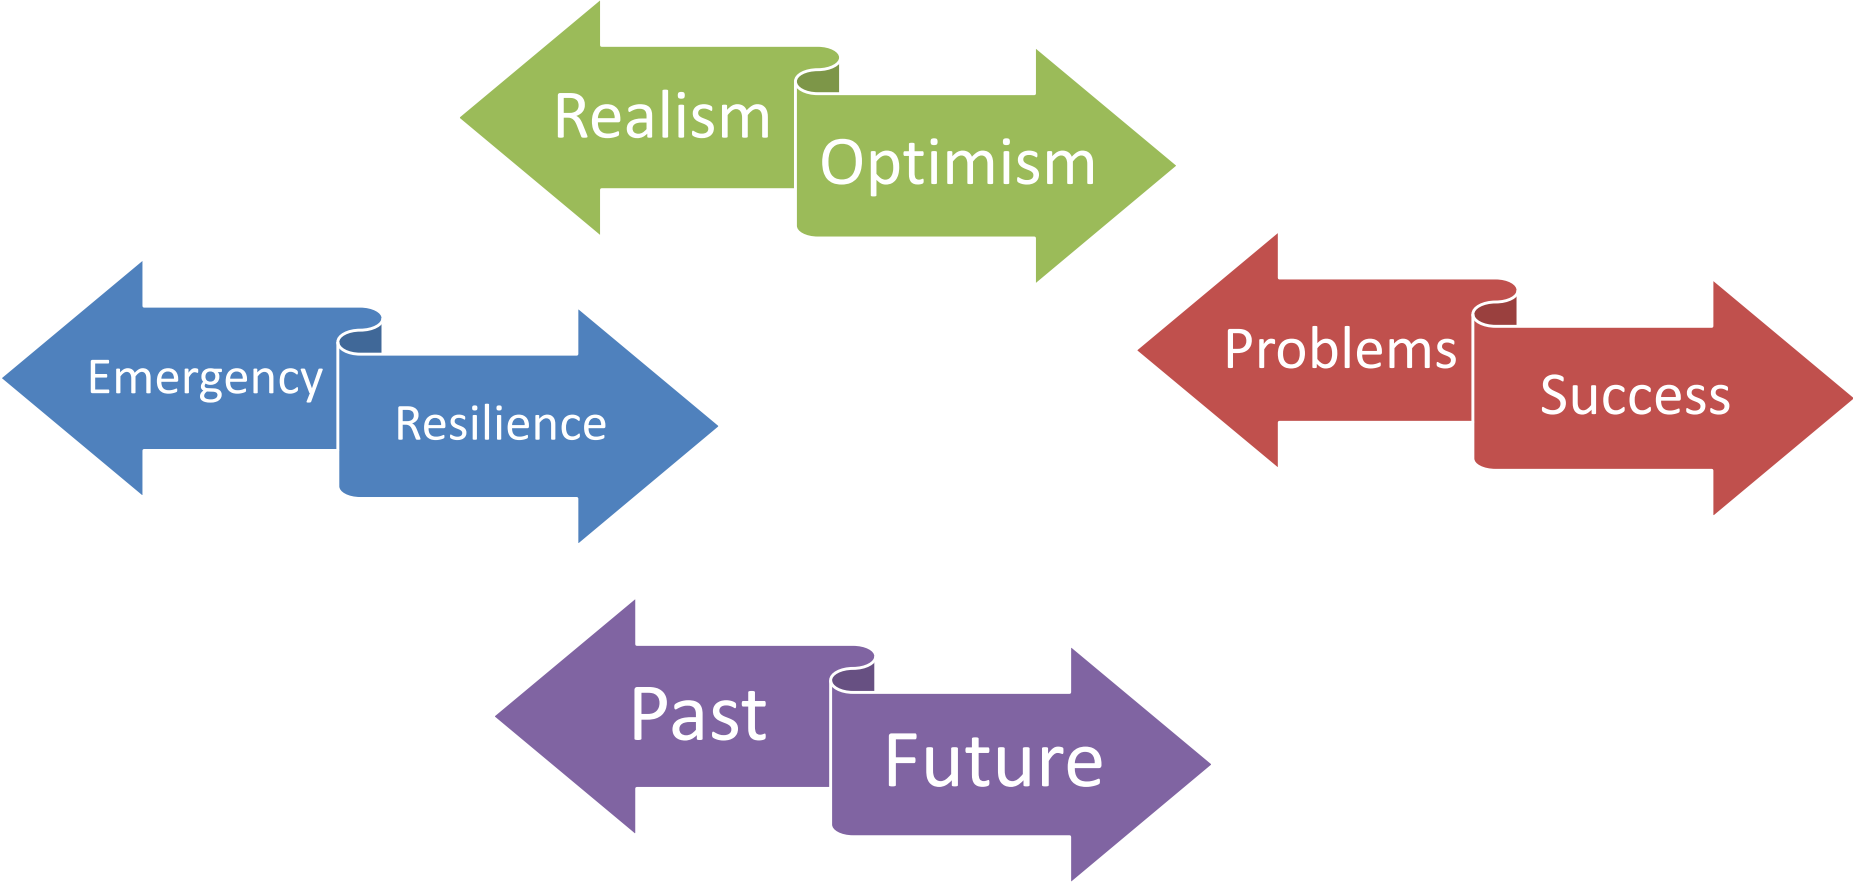 Realism
Optimism
Emergency
Resilience
Problems
Success
Past
Future